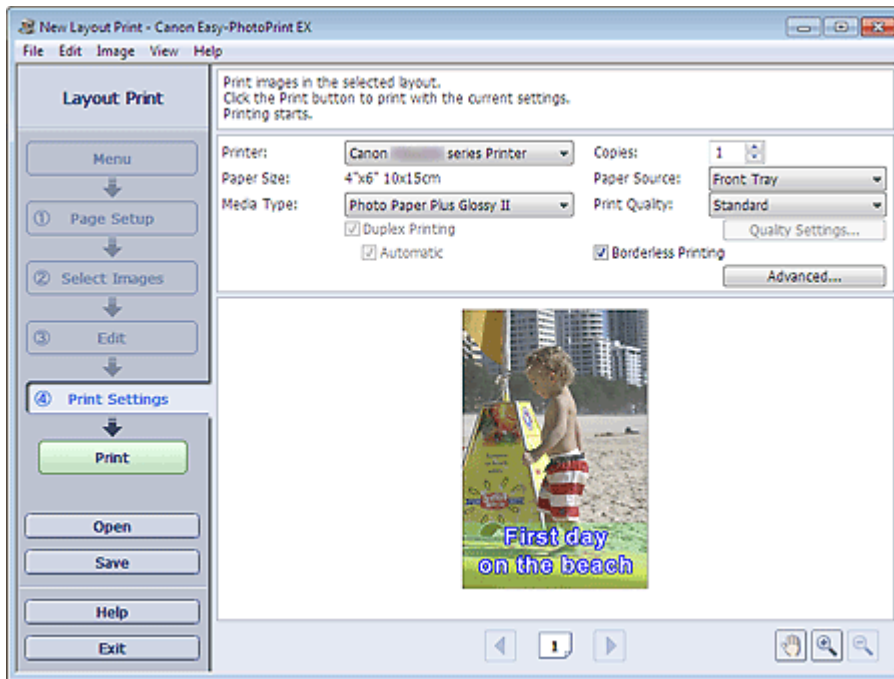 New Layout Print - Canon Easy-PhotoPrint EX
File Edit Image View Help
Layout Print
Menu
① Page Setup
② Select Images
③ Edit
④ Print Settings
Print
Open
Save
Help
Exit
Print images in the selected layout.
Click the Print button to print with the current settings.
Printing starts.
Printer: Canon series Printer Copies: 1
Paper Size: 4"x6" 10x15cm Paper Source: Front Tray
Media Type: Photo Paper Plus Glossy II Print Quality: Standard
Duplex Printing Quality Settings...
Automatic Borderless Printing
Advanced...
First day
on the beach
1